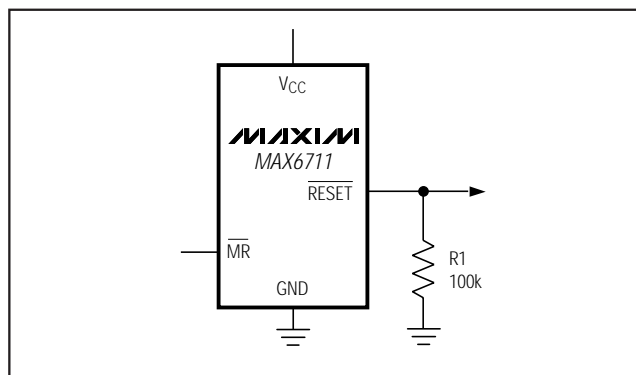 VCC
MAXIM
MAX6711
RESET
MR
GND
R1
100k